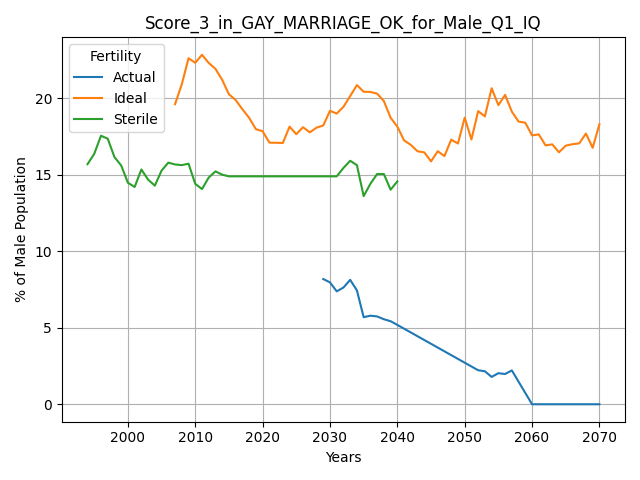 Score_3_in_GAY_MARRIAGE_OK_for_Male_Q1_IQ
Fertility
Actual
Ideal
Sterile
% of Male Population
20
15
10
5
0
2000 2010 2020 2030 2040 2050 2060 2070
Years